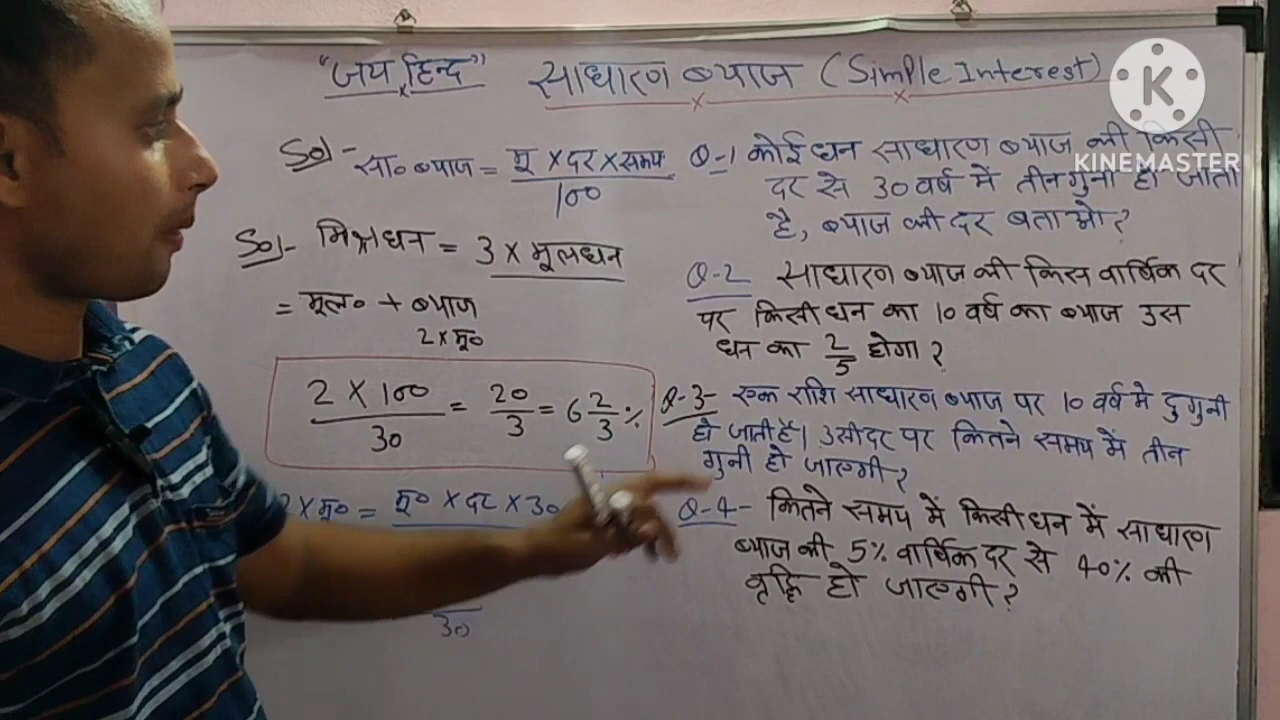 "जय हिन्द" साधारण ब्याज (Simple Interest)
Sol- सा० ब्याज = मू × दर × समय
100
Sol- मिश्रधन = 3 × मूलधन
= मूल० + ब्याज
2 × मू०
2 × 100 = 20 = 6 2 %
30 3 3
2 × मू० = मू० × दर × 30
30
Q-1 कोई धन साधारण ब्याज की किसी
दर से 30 वर्ष में तीन गुना हो जाता
है, ब्याज की दर बताओ?
Q-2 साधारण ब्याज की किस वार्षिक दर
पर किसी धन का 10 वर्ष का ब्याज उस
धन का 2/5 होगा?
Q-3- एक राशि साधारण ब्याज पर 10 वर्ष में दुगुनी
हो जाती है। उसी दर पर कितने समय में तीन
गुनी हो जाएगी?
Q-4- कितने समय में किसी धन में साधारण
ब्याज की 5% वार्षिक दर से 40% की
वृद्धि हो जाएगी?
K
KINEMASTER